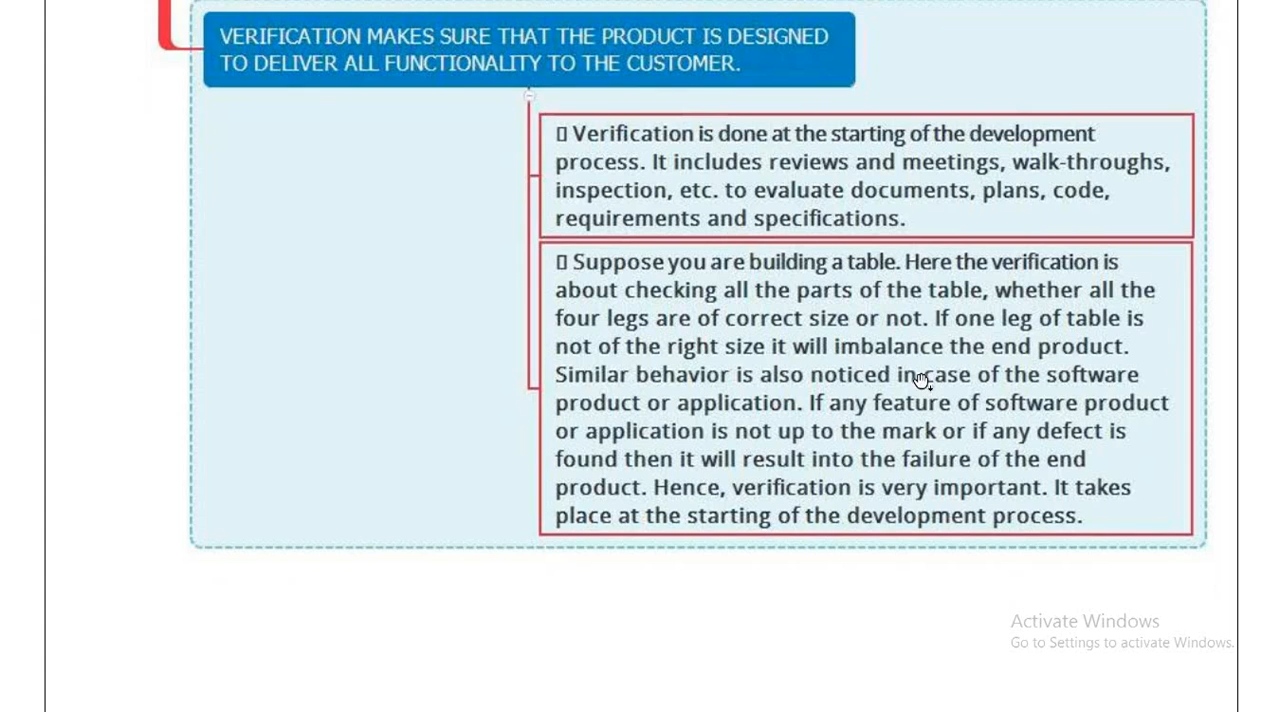 VERIFICATION MAKES SURE THAT THE PRODUCT IS DESIGNED
TO DELIVER ALL FUNCTIONALITY TO THE CUSTOMER.
▯ Verification is done at the starting of the development
process. It includes reviews and meetings, walk-throughs,
inspection, etc. to evaluate documents, plans, code,
requirements and specifications.
▯ Suppose you are building a table. Here the verification is
about checking all the parts of the table, whether all the
four legs are of correct size or not. If one leg of table is
not of the right size it will imbalance the end product.
Similar behavior is also noticed in case of the software
product or application. If any feature of software product
or application is not up to the mark or if any defect is
found then it will result into the failure of the end
product. Hence, verification is very important. It takes
place at the starting of the development process.
Activate Windows
Go to Settings to activate Windows.